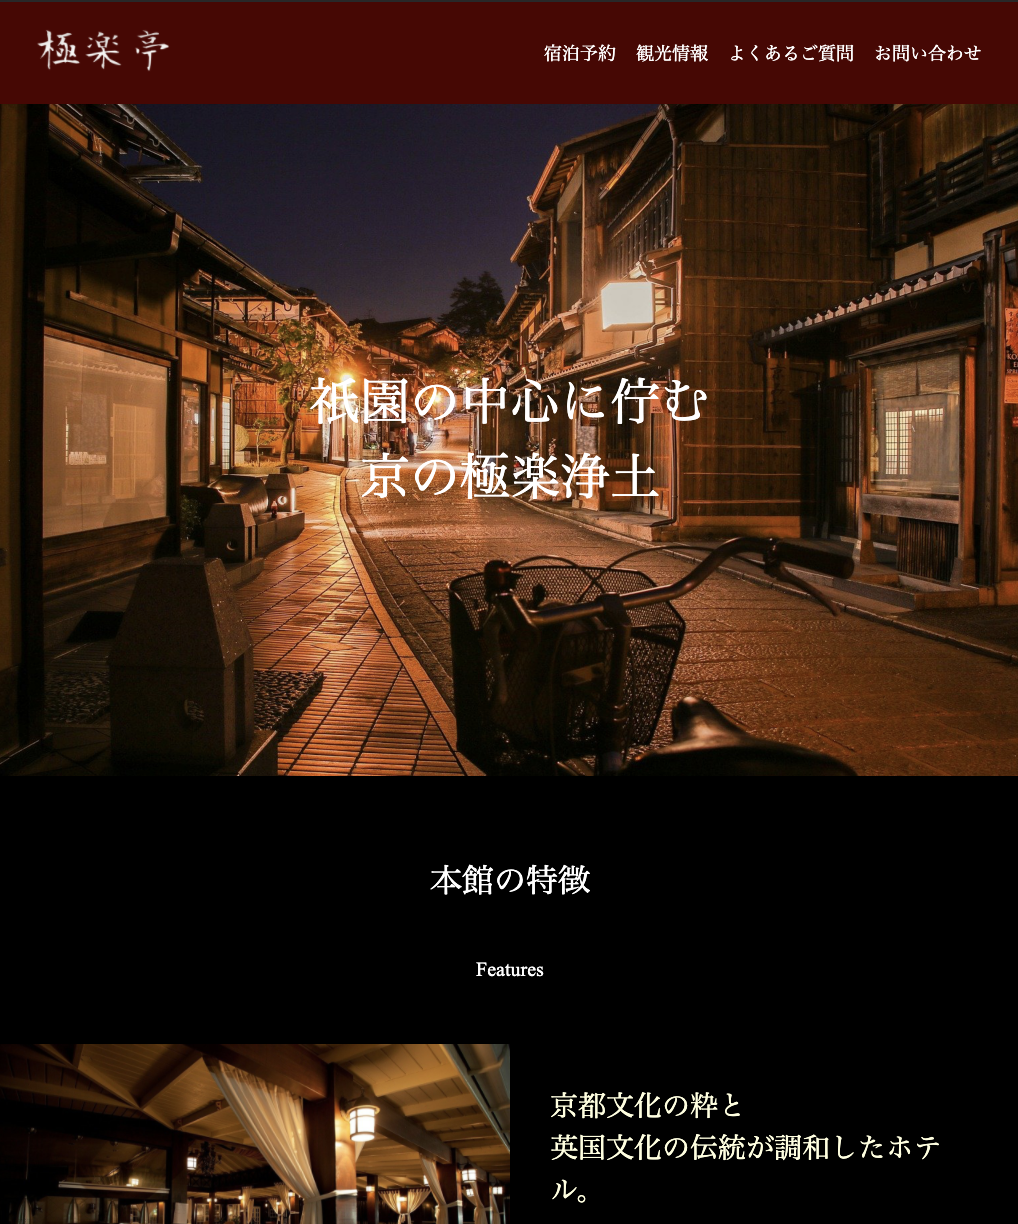 極楽亭
宿泊予約 観光情報 よくあるご質問 お問い合わせ
祇園の中心に佇む
京の極楽浄土
本館の特徴
Features
京都文化の粋と
英国文化の伝統が調和したホテ
ル。